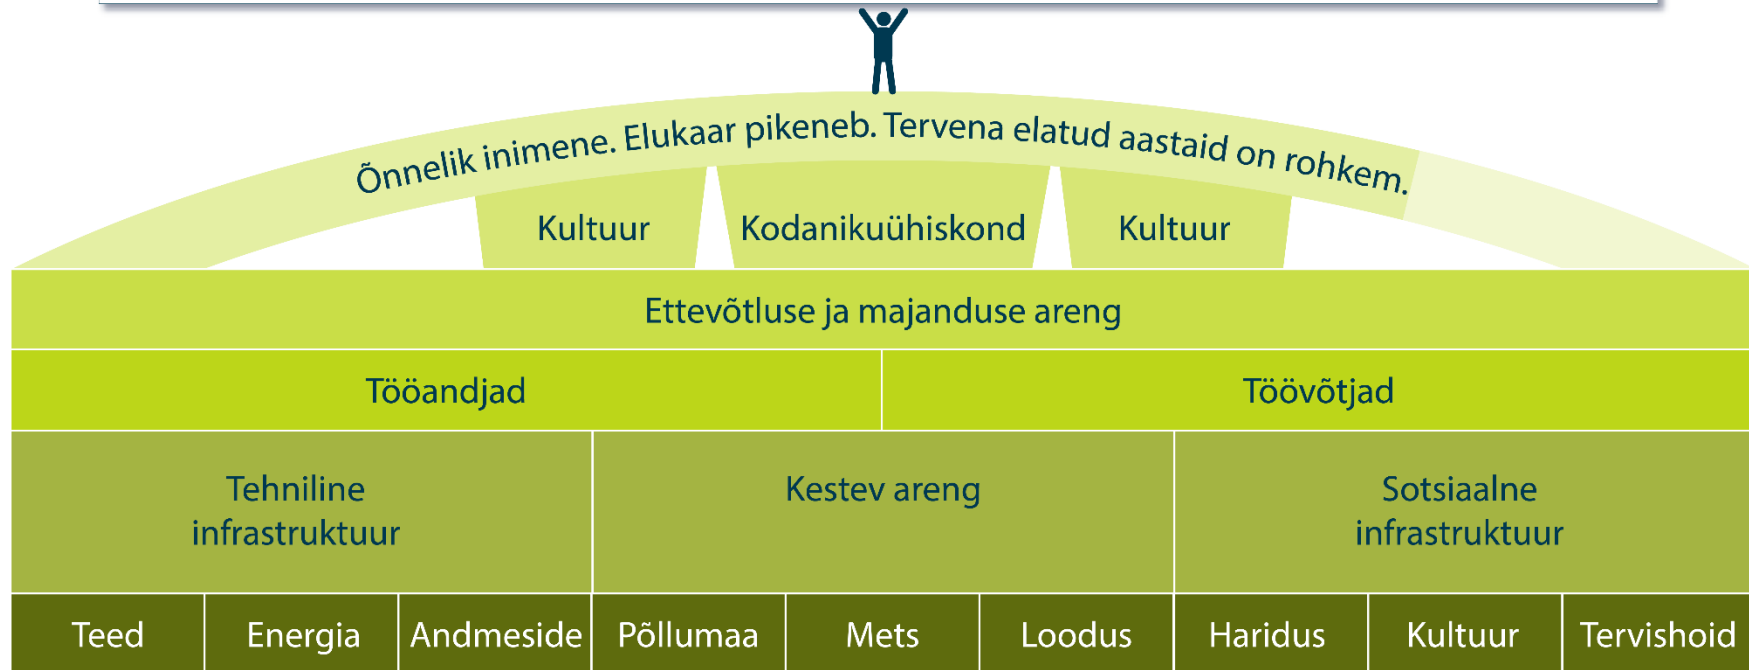 Õnnelik inimene. Elukaar pikeneb. Tervena elatud aastaid on rohkem.
Kultuur
Kodanikuühiskond
Kultuur
Ettevõtluse ja majanduse areng
Tööandjad
Töövõtjad
Tehniline
infrastruktuur
Kestev areng
Sotsiaalne
infrastruktuur
Teed
Energia
Andmeside
Põllumaa
Mets
Loodus
Haridus
Kultuur
Tervishoid